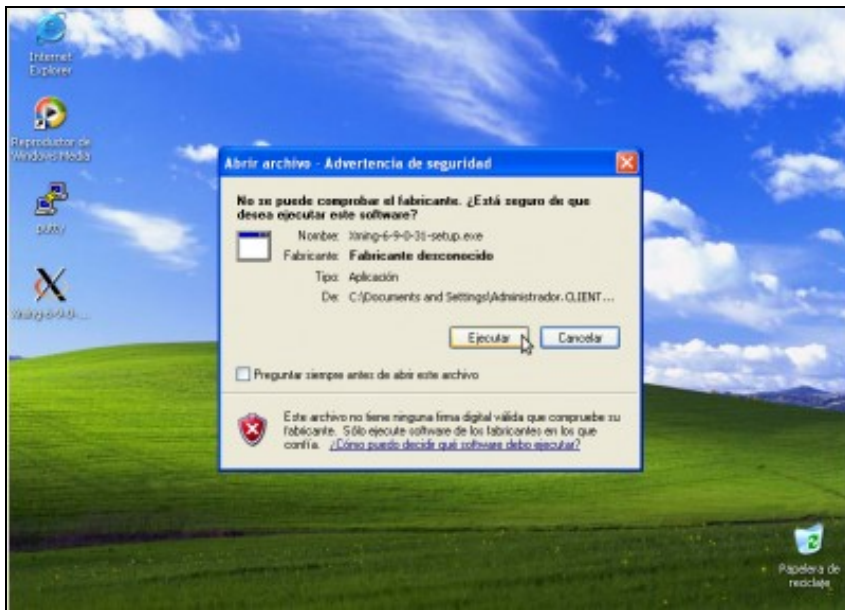 Internet
Explorer
Reproductor de
Windows Media
putty
Xming-6-9-0-...
Abrir archivo - Advertencia de seguridad
No se puede comprobar el fabricante. ¿Está seguro de que
desea ejecutar este software?
Nombre: Xming-6-9-0-31-setup.exe
Fabricante: Fabricante desconocido
Tipo: Aplicación
De: C:\Documents and Settings\Administrador.CLIENT...
Ejecutar
Cancelar
Preguntar siempre antes de abrir este archivo
Este archivo no tiene ninguna firma digital válida que compruebe su
fabricante. Sólo ejecute software de los fabricantes en los que
confía. ¿Cómo puedo decidir qué software debo ejecutar?
Papelera de
reciclaje